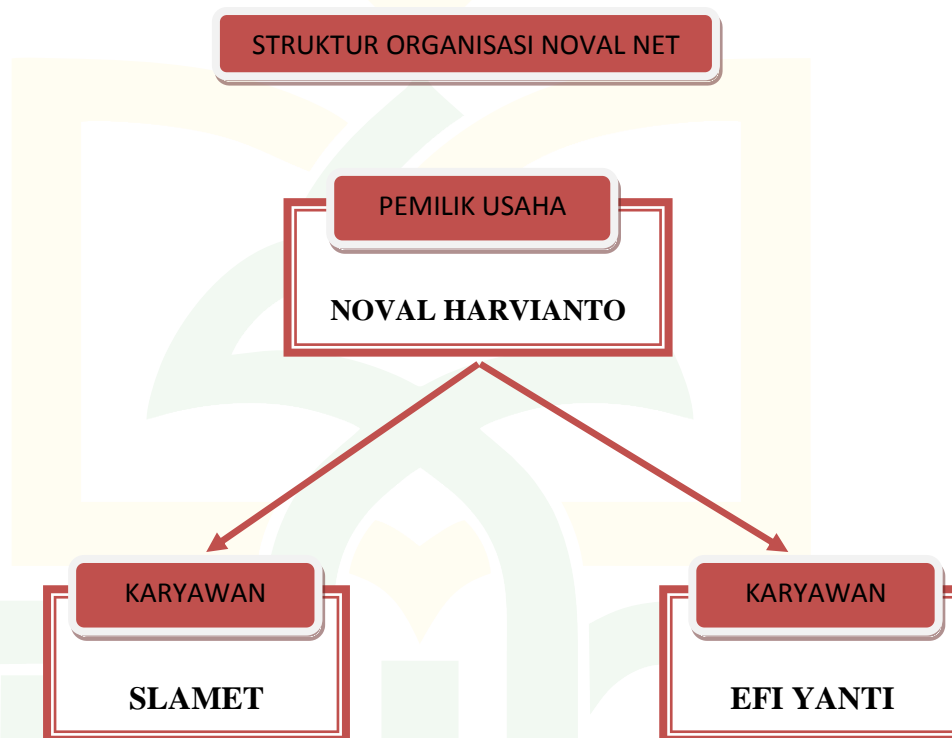 STRUKTUR ORGANISASI NOVAL NET
PEMILIK USAHA
NOVAL HARVIANTO
KARYAWAN
SLAMET
KARYAWAN
EFI YANTI